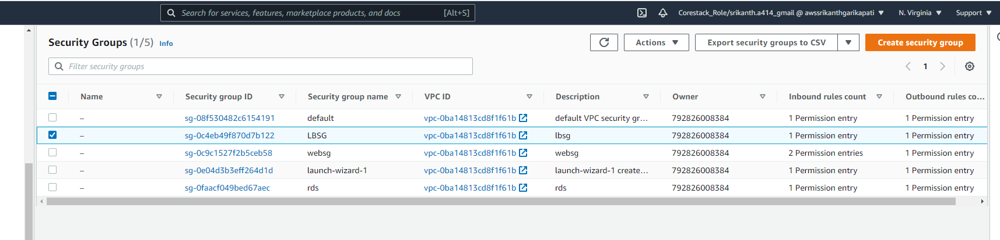 Search for services, features, marketplace products, and docs [Alt+S] Corestack_Role/srikanth.a414_gmail @ awssrikanthgarikapati N. Virginia Support
Security Groups (1/5) Info Actions Export security groups to CSV Create security group
Filter security groups 1
Name Security group ID Security group name VPC ID Description Owner Inbound rules count Outbound rules co...
– sg-08f530482c6154191 default vpc-0ba14813cd8f1f61b default VPC security gr... 792826008384 1 Permission entry 1 Permission entry
– sg-0c4eb49f870d7b122 LBSG vpc-0ba14813cd8f1f61b lbsg 792826008384 1 Permission entry 1 Permission entry
– sg-0c9c1527f2b5ceb58 websg vpc-0ba14813cd8f1f61b websg 792826008384 2 Permission entries 1 Permission entry
– sg-0e04d3b3eff264d1d launch-wizard-1 vpc-0ba14813cd8f1f61b launch-wizard-1 create... 792826008384 1 Permission entry 1 Permission entry
– sg-0faacf049bed67aec rds vpc-0ba14813cd8f1f61b rds 792826008384 1 Permission entry 1 Permission entry